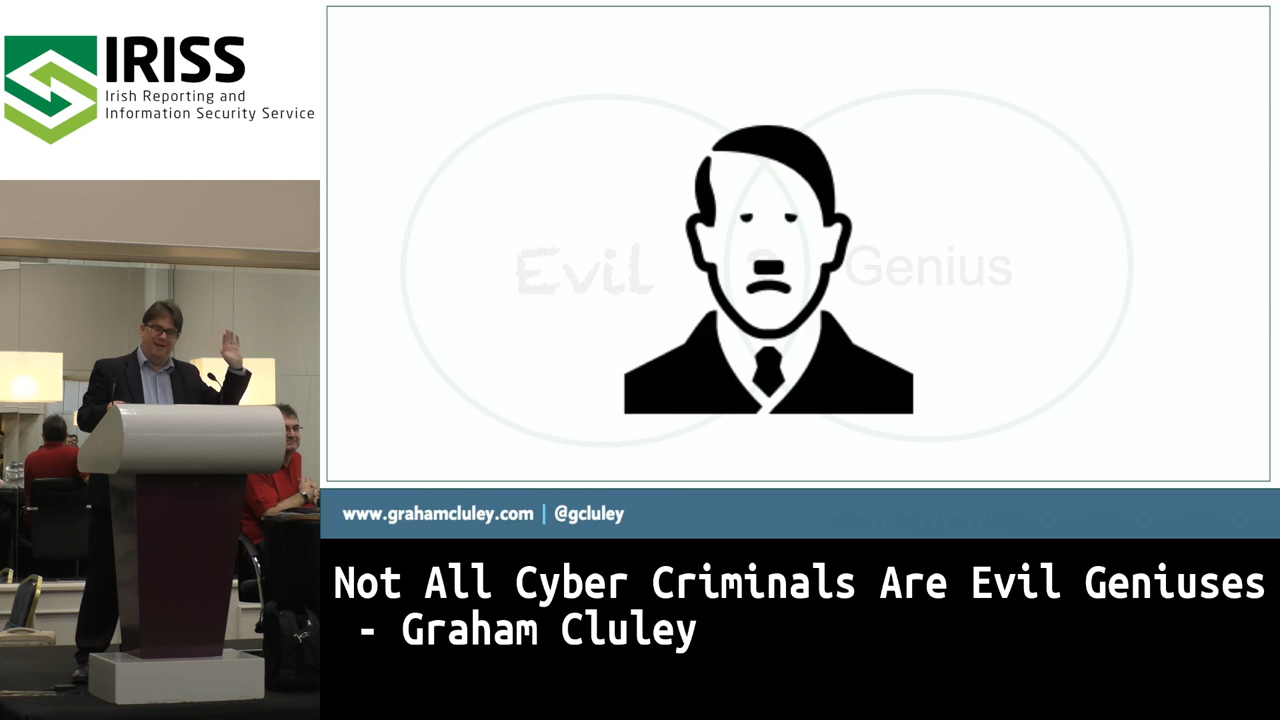 IRISS
Irish Reporting and
Information Security Service
Evil
Genius
www.grahamcluley.com | @gcluley
Not All Cyber Criminals Are Evil Geniuses
- Graham Cluley